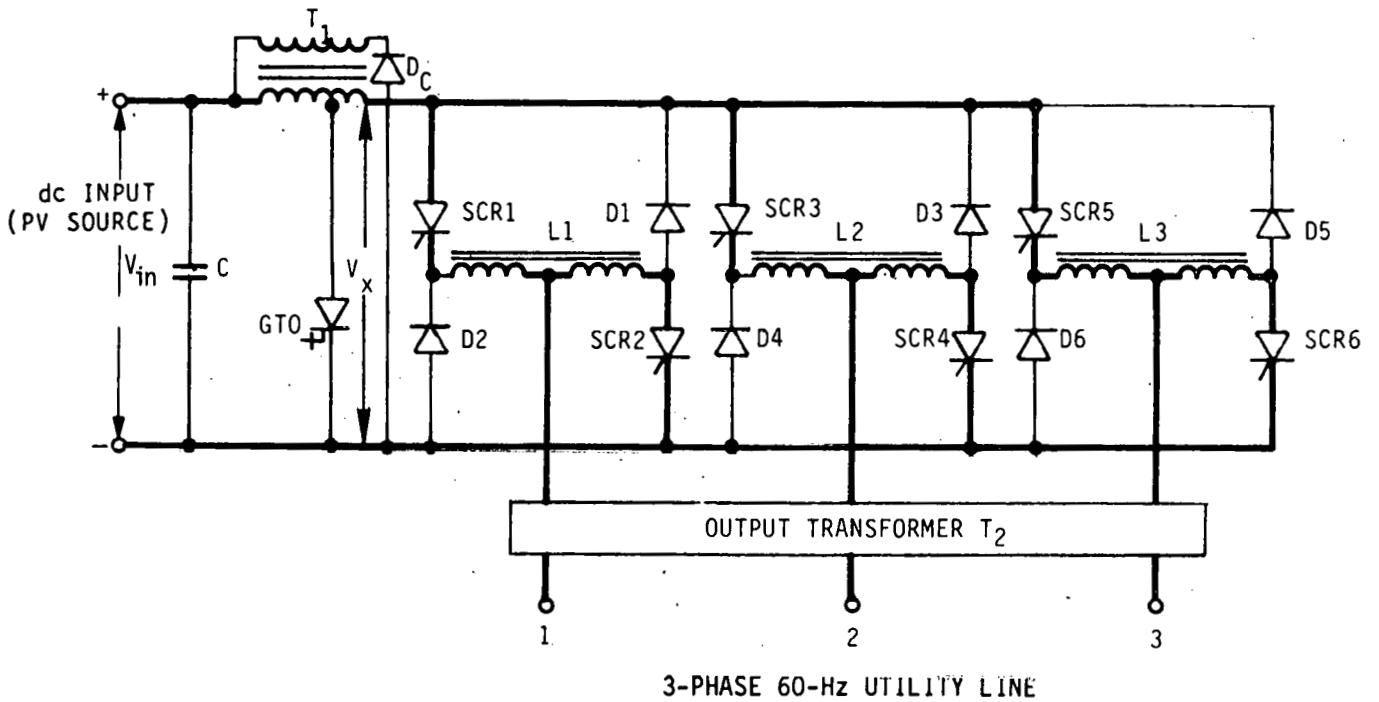 T1
DC
+
dc INPUT
(PV SOURCE)
Vin
C
GTO
Vx
SCR1
D1
SCR3
D3
SCR5
D5
L1
L2
L3
D2
SCR2
D4
SCR4
D6
SCR6
−
OUTPUT TRANSFORMER T2
1
2
3
3-PHASE 60-Hz UTILITY LINE